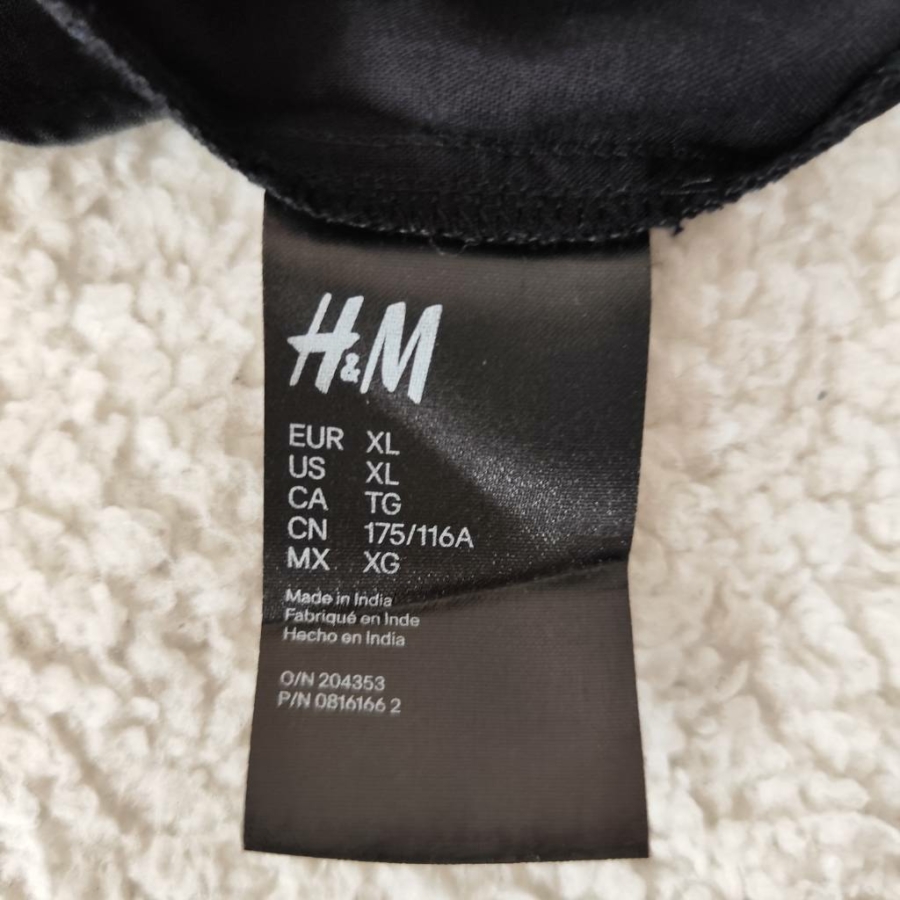 H&M
EUR XL
US XL
CA TG
CN 175/116A
MX XG
Made in India
Fabriqué en Inde
Hecho en India
O/N 204353
P/N 0816166 2